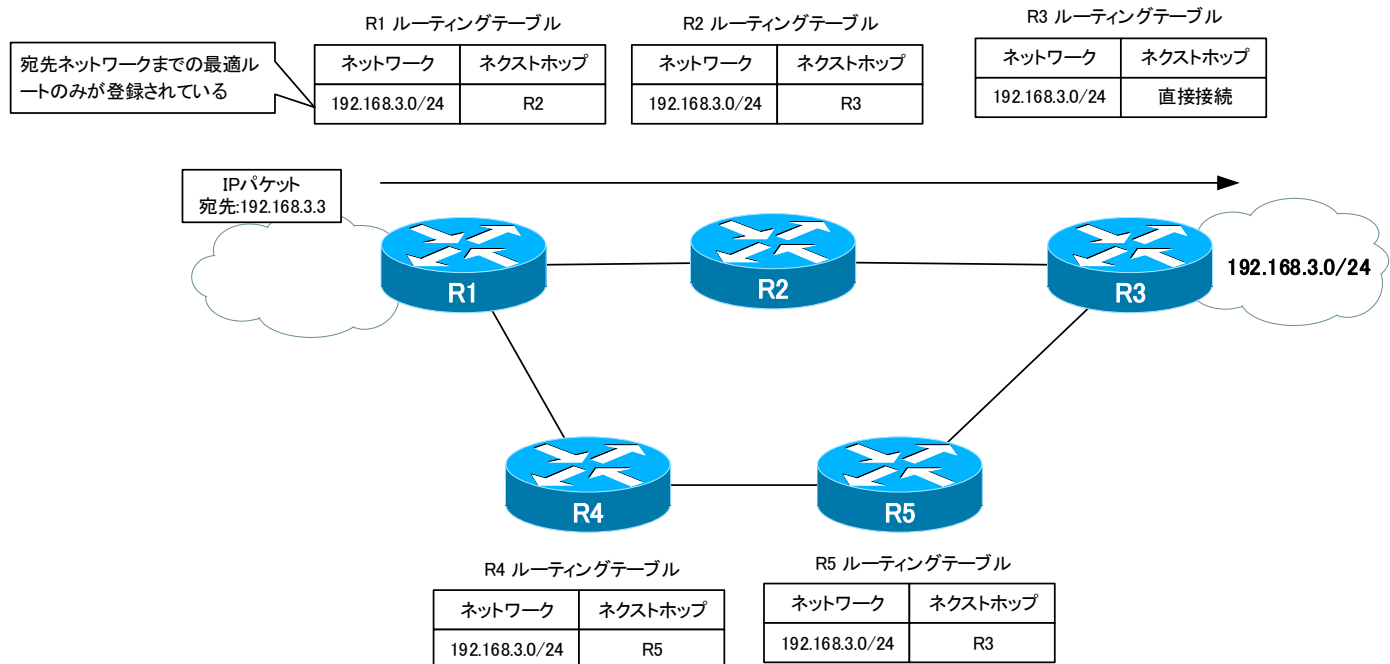 R1 ルーティングテーブル
R2 ルーティングテーブル
R3 ルーティングテーブル
宛先ネットワークまでの最適ル
ートのみが登録されている
ネットワーク ネクストホップ
192.168.3.0/24 R2
ネットワーク ネクストホップ
192.168.3.0/24 R3
ネットワーク ネクストホップ
192.168.3.0/24 直接接続
IPパケット
宛先:192.168.3.3
R1
R2
R3
192.168.3.0/24
R4
R5
R4 ルーティングテーブル
ネットワーク ネクストホップ
192.168.3.0/24 R5
R5 ルーティングテーブル
ネットワーク ネクストホップ
192.168.3.0/24 R3